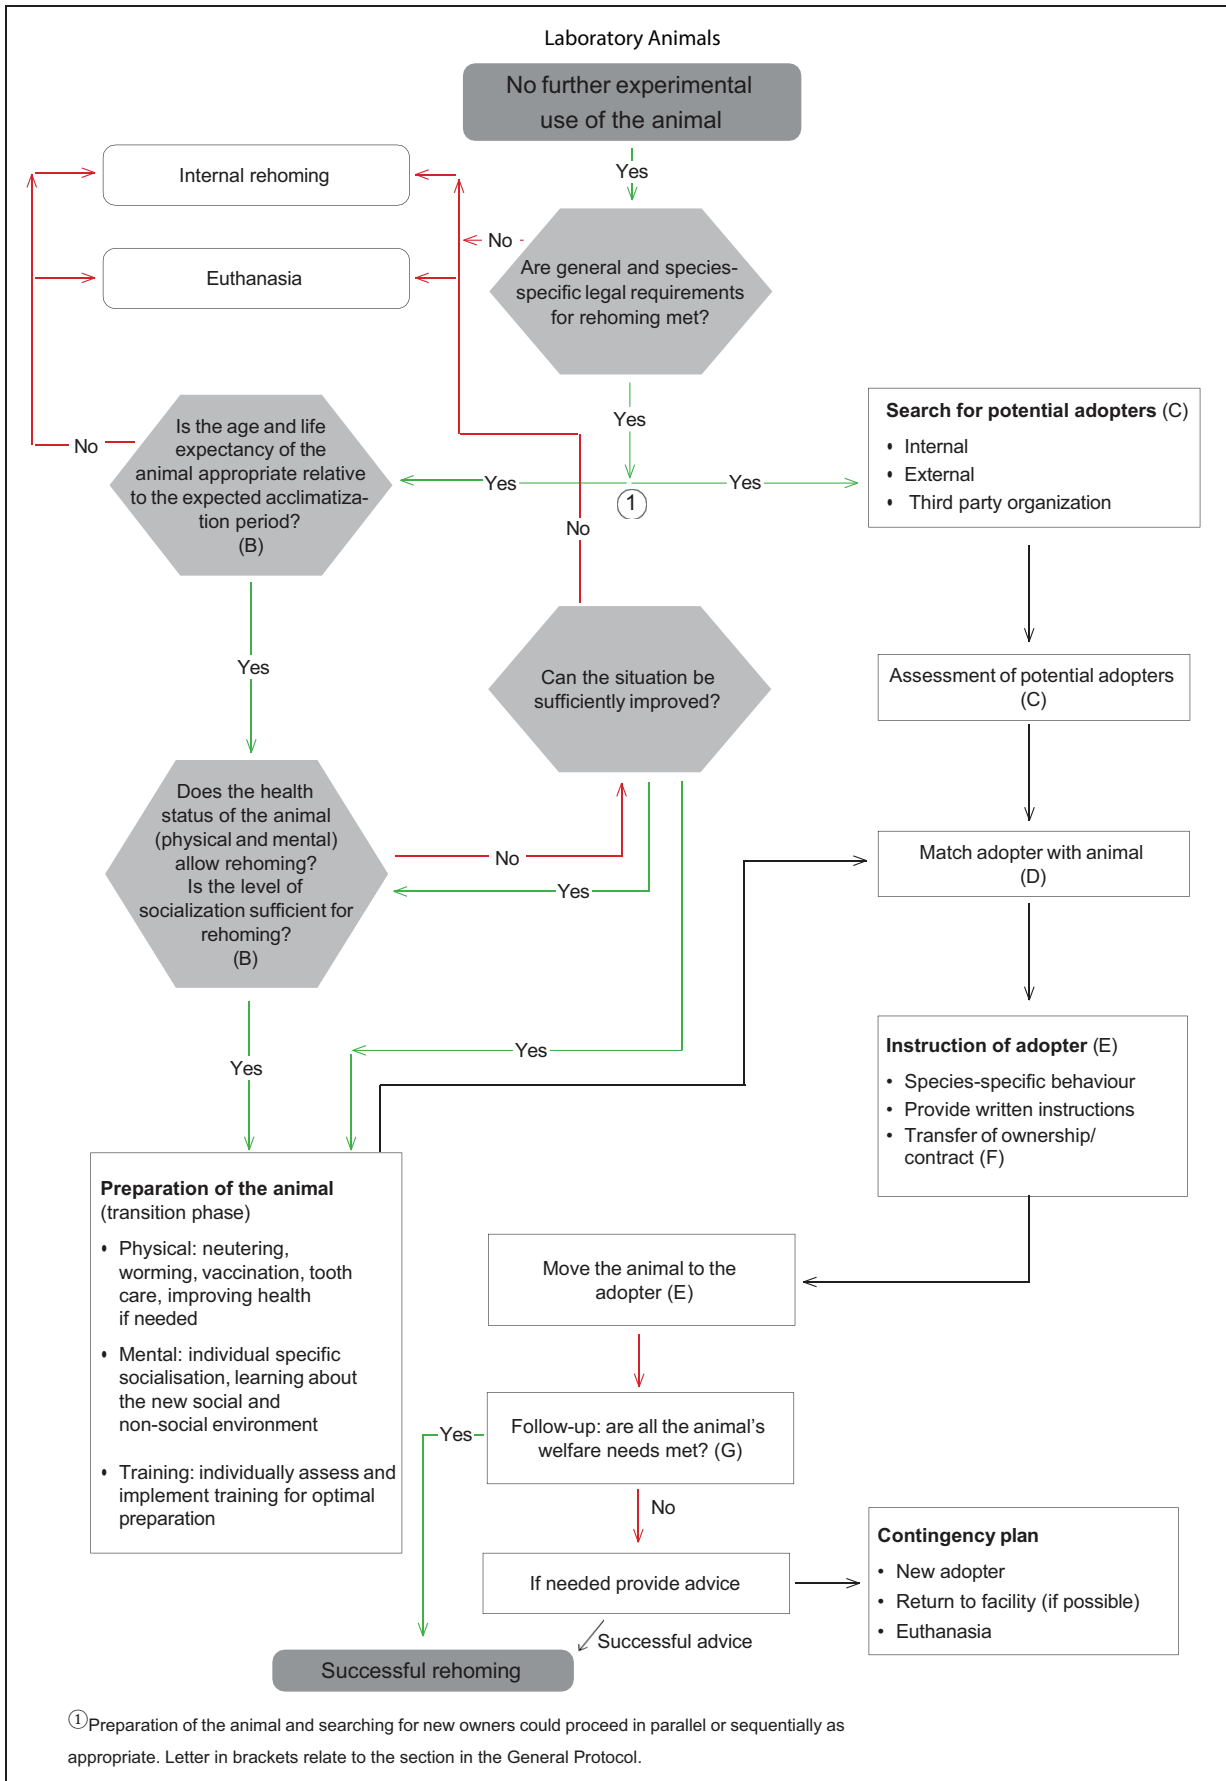 Laboratory Animals
No further experimental
use of the animal
Yes
Internal rehoming
No
Euthanasia
Are general and species-
specific legal requirements
for rehoming met?
Yes
Is the age and life
expectancy of the
animal appropriate relative
to the expected acclimatiza-
tion period?
(B)
No
Yes
1
Yes
Search for potential adopters (C)
• Internal
• External
• Third party organization
No
Yes
Can the situation be
sufficiently improved?
Assessment of potential adopters
(C)
Does the health
status of the animal
(physical and mental)
allow rehoming?
Is the level of
socialization sufficient for
rehoming?
(B)
No
Yes
Match adopter with animal
(D)
Yes
Yes
Instruction of adopter (E)
• Species-specific behaviour
• Provide written instructions
• Transfer of ownership/
contract (F)
Preparation of the animal
(transition phase)
• Physical: neutering,
worming, vaccination, tooth
care, improving health
if needed
• Mental: individual specific
socialisation, learning about
the new social and
non-social environment
• Training: individually assess and
implement training for optimal
preparation
Move the animal to the
adopter (E)
Yes
Follow-up: are all the animal's
welfare needs met? (G)
No
If needed provide advice
Contingency plan
• New adopter
• Return to facility (if possible)
• Euthanasia
Successful advice
Successful rehoming
①Preparation of the animal and searching for new owners could proceed in parallel or sequentially as
appropriate. Letter in brackets relate to the section in the General Protocol.